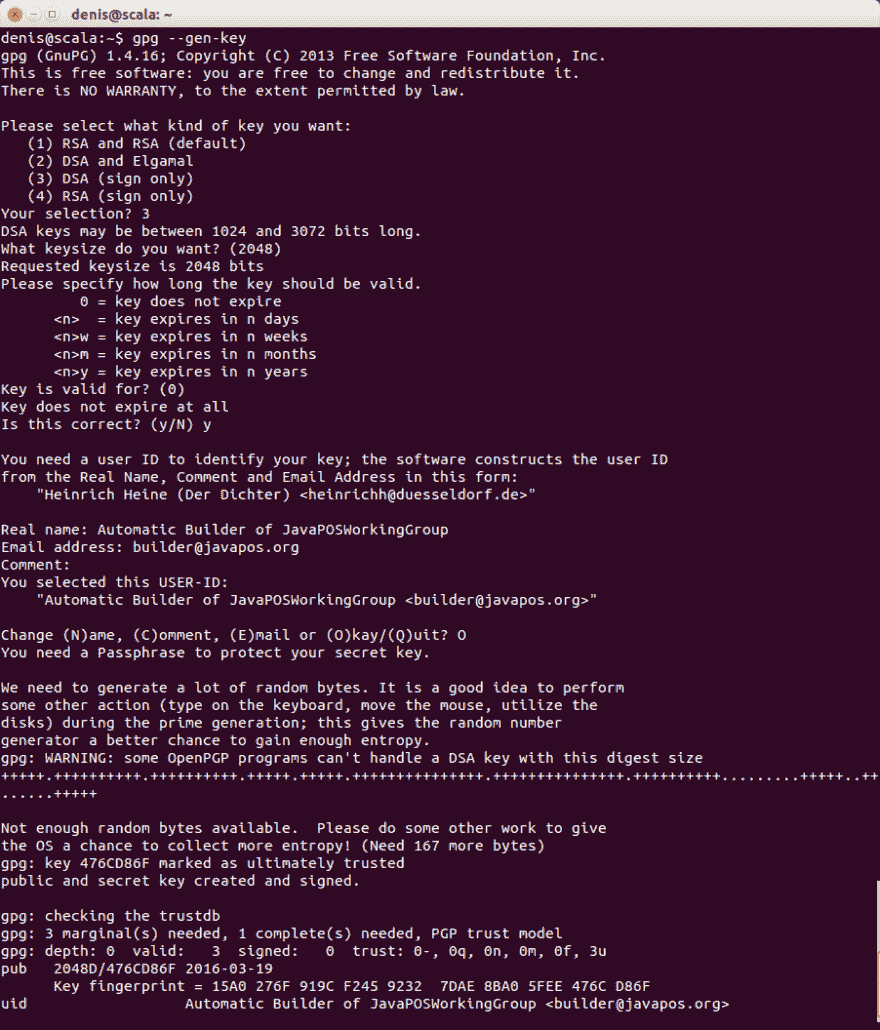 denis@scala: ~
denis@scala:~$ gpg --gen-key
gpg (GnuPG) 1.4.16; Copyright (C) 2013 Free Software Foundation, Inc.
This is free software: you are free to change and redistribute it.
There is NO WARRANTY, to the extent permitted by law.

Please select what kind of key you want:
   (1) RSA and RSA (default)
   (2) DSA and Elgamal
   (3) DSA (sign only)
   (4) RSA (sign only)
Your selection? 3
DSA keys may be between 1024 and 3072 bits long.
What keysize do you want? (2048)
Requested keysize is 2048 bits
Please specify how long the key should be valid.
         0 = key does not expire
      <n>  = key expires in n days
      <n>w = key expires in n weeks
      <n>m = key expires in n months
      <n>y = key expires in n years
Key is valid for? (0)
Key does not expire at all
Is this correct? (y/N) y

You need a user ID to identify your key; the software constructs the user ID
from the Real Name, Comment and Email Address in this form:
    "Heinrich Heine (Der Dichter) <heinrichh@duesseldorf.de>"

Real name: Automatic Builder of JavaPOSWorkingGroup
Email address: builder@javapos.org
Comment:
You selected this USER-ID:
    "Automatic Builder of JavaPOSWorkingGroup <builder@javapos.org>"

Change (N)ame, (C)omment, (E)mail or (O)kay/(Q)uit? O
You need a Passphrase to protect your secret key.

We need to generate a lot of random bytes. It is a good idea to perform
some other action (type on the keyboard, move the mouse, utilize the
disks) during the prime generation; this gives the random number
generator a better chance to gain enough entropy.
gpg: WARNING: some OpenPGP programs can't handle a DSA key with this digest size
+++++.++++++++++.++++++++++.+++++.+++++.+++++++++++++++.+++++++++++++++.++++++++++.........+++++..++
......+++++

Not enough random bytes available.  Please do some other work to give
the OS a chance to collect more entropy! (Need 167 more bytes)
gpg: key 476CD86F marked as ultimately trusted
public and secret key created and signed.

gpg: checking the trustdb
gpg: 3 marginal(s) needed, 1 complete(s) needed, PGP trust model
gpg: depth: 0  valid:   3  signed:   0  trust: 0-, 0q, 0n, 0m, 0f, 3u
pub   2048D/476CD86F 2016-03-19
      Key fingerprint = 15A0 276F 919C F245 9232  7DAE 8BA0 5FEE 476C D86F
uid                  Automatic Builder of JavaPOSWorkingGroup <builder@javapos.org>